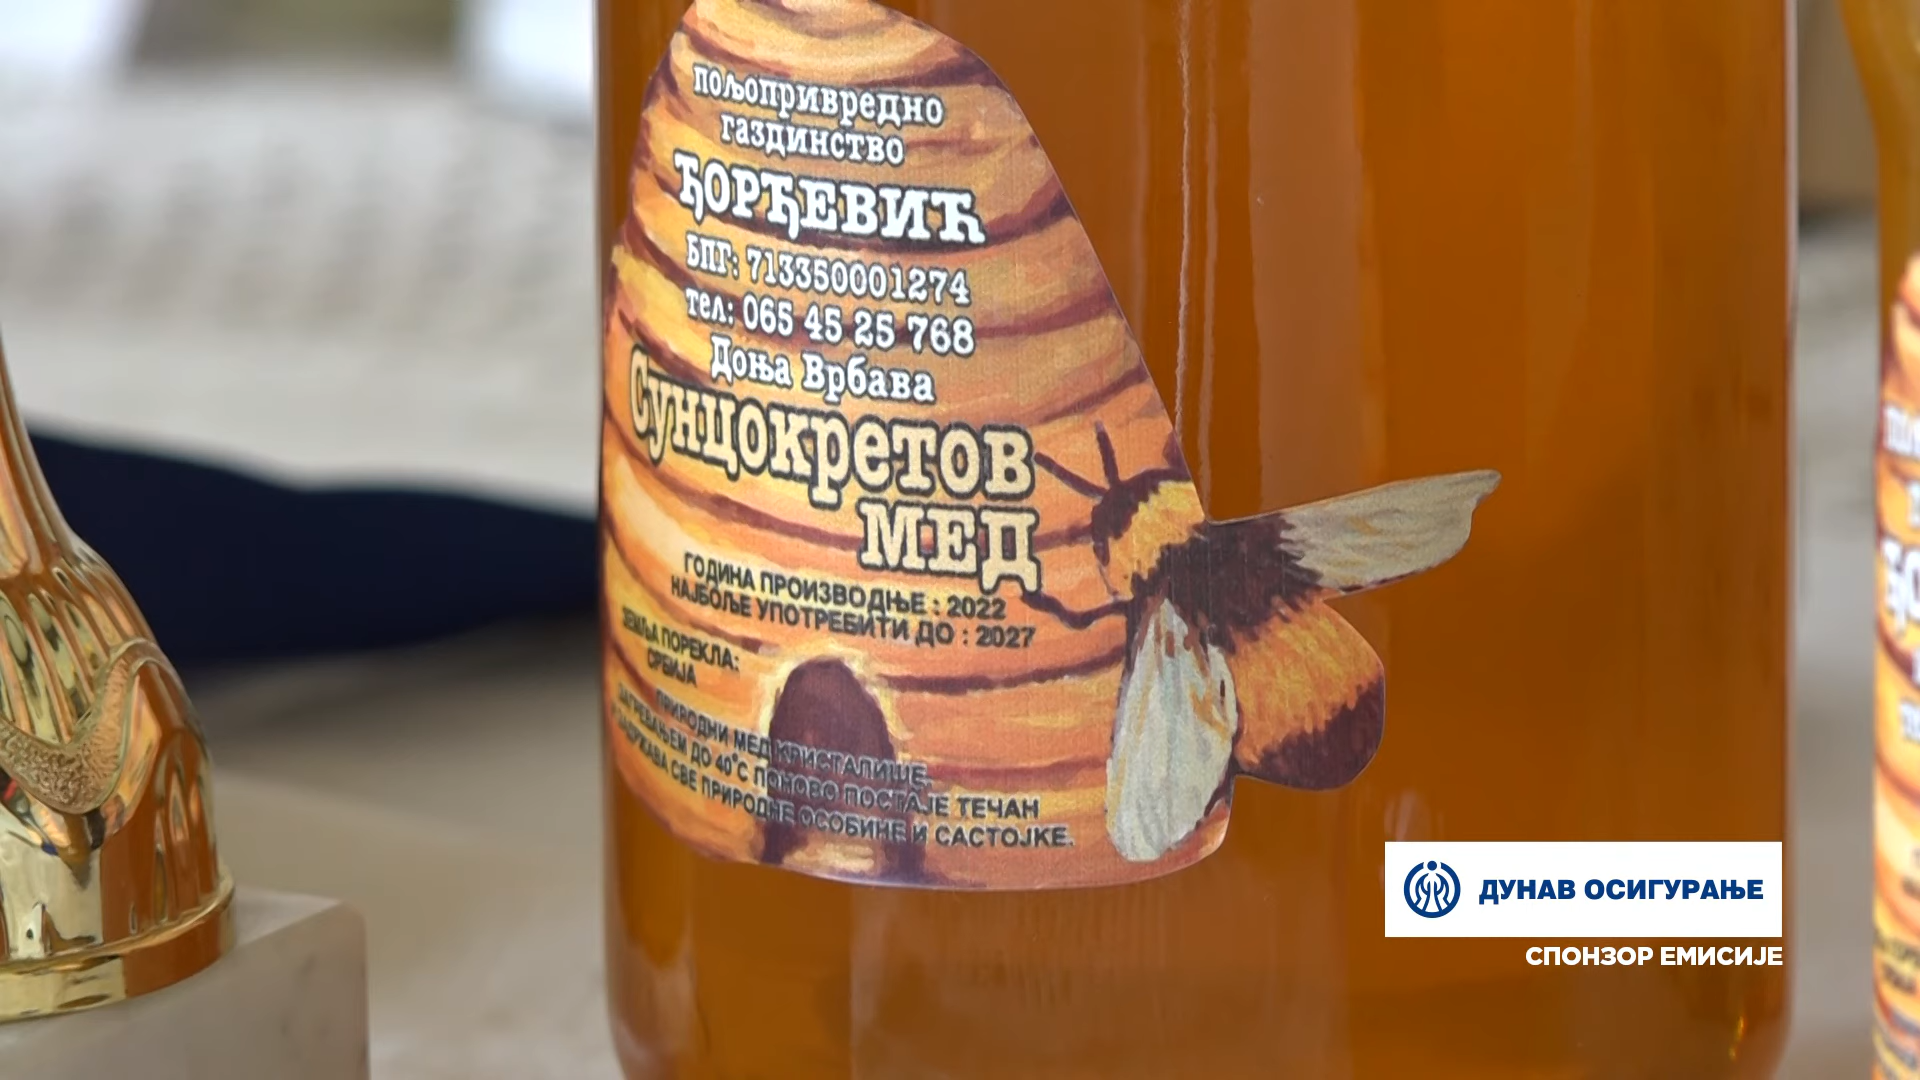 пољопривредно
газдинство
ЂОРЂЕВИЋ
БПГ: 713350001274
тел: 065 45 25 768
Доња Врбава
Сунцокретов
МЕД
ГОДИНА ПРОИЗВОДЊЕ : 2022
НАЈБОЉЕ УПОТРЕБИТИ ДО : 2027
ЗЕМЉА ПОРЕКЛА:
СРБИЈА
ПРИРОДНИ МЕД КРИСТАЛИШЕ,
ЗАГРЕВАЊЕМ ДО 40°С ПОНОВО ПОСТАЈЕ ТЕЧАН
И ЗАДРЖАВА СВЕ ПРИРОДНЕ ОСОБИНЕ И САСТОЈКЕ.
ДУНАВ ОСИГУРАЊЕ
СПОНЗОР ЕМИСИЈЕ